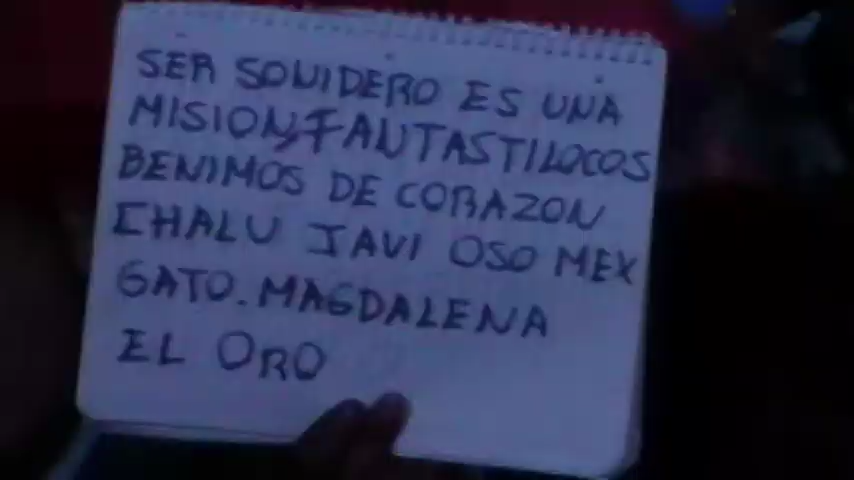 SER SONIDERO ES UNA
MISION, FANTASTILOCOS
BENIMOS DE CORAZON
CHALU JAVI OSO MEX
GATO. MAGDALENA
EL ORO